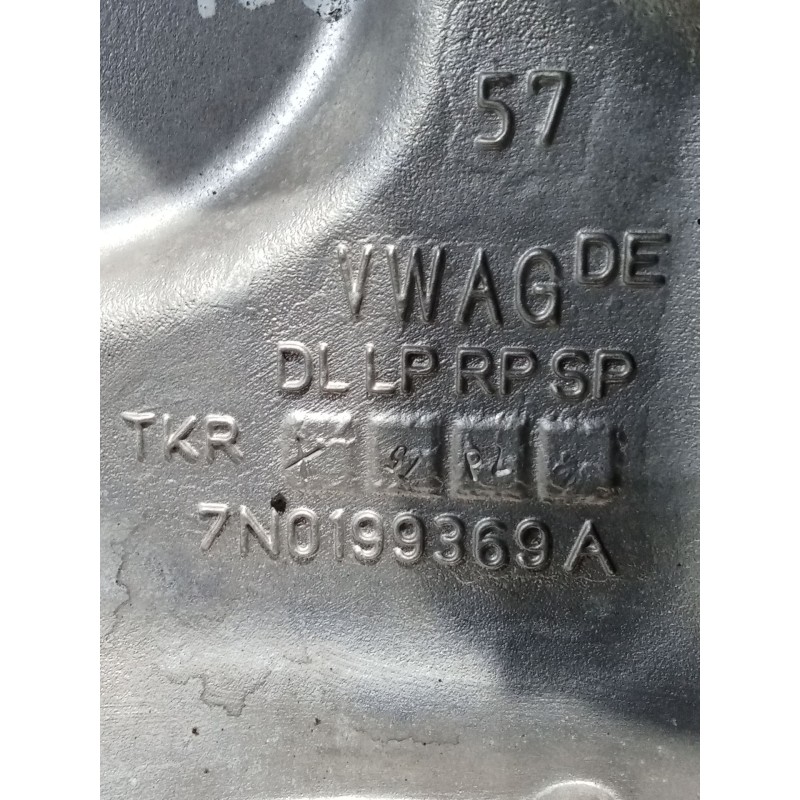 57
VWAG DE
DL LP RP SP
TKR
7N0199369A